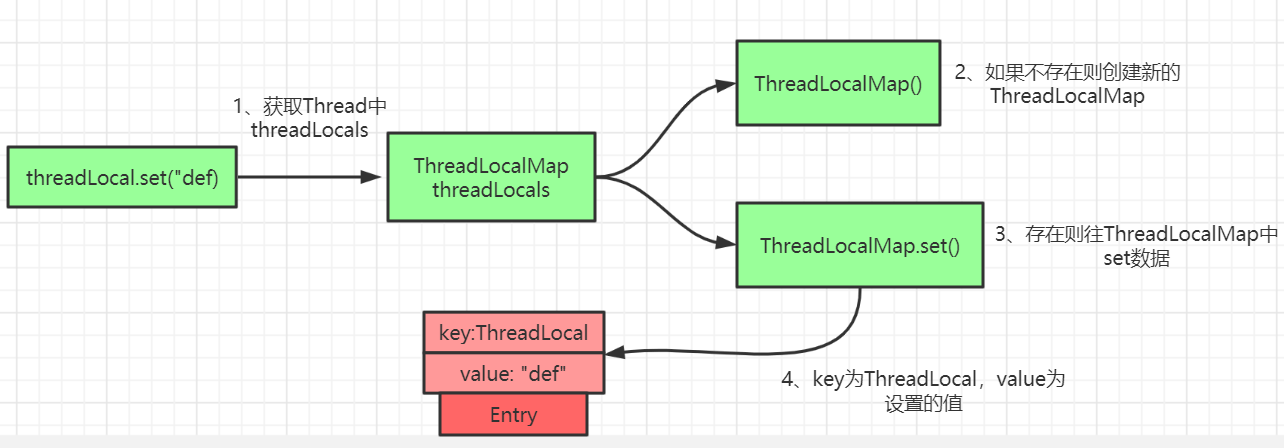 1、获取Thread中
threadLocals
threadLocal.set("def)
ThreadLocalMap
threadLocals
ThreadLocalMap()
2、如果不存在则创建新的
ThreadLocalMap
ThreadLocalMap.set()
3、存在则往ThreadLocalMap中
set数据
key:ThreadLocal
value: "def"
Entry
4、key为ThreadLocal，value为
设置的值